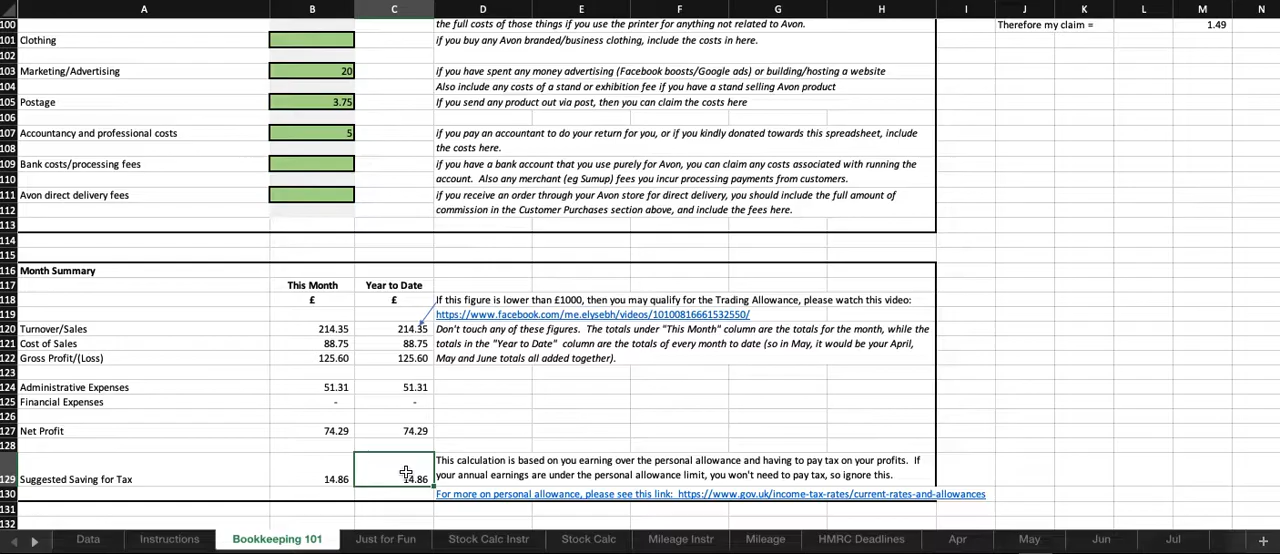 A B C D E F G H I J K L M N
100 the full costs of those things if you use the printer for anything not related to Avon. Therefore my claim = 1.49
101 Clothing if you buy any Avon branded/business clothing, include the costs in here.
102
103 Marketing/Advertising 20 if you have spent any money advertising (Facebook boosts/Google ads) or building/hosting a website
104 Also include any costs of a stand or exhibition fee if you have a stand selling Avon product
105 Postage 3.75 If you send any product out via post, then you can claim the costs here
106
107 Accountancy and professional costs 5 if you pay an accountant to do your return for you, or if you kindly donated towards this spreadsheet, include
108 the costs here.
109 Bank costs/processing fees if you have a bank account that you use purely for Avon, you can claim any costs associated with running the
110 account. Also any merchant (eg Sumup) fees you incur processing payments from customers.
111 Avon direct delivery fees if you receive an order through your Avon store for direct delivery, you should include the full amount of
112 commission in the Customer Purchases section above, and include the fees here.
113
114
115
116 Month Summary
117 This Month Year to Date
118 £ £ If this figure is lower than £1000, then you may qualify for the Trading Allowance, please watch this video:
119 https://www.facebook.com/me.elysebh/videos/10100816661532550/
120 Turnover/Sales 214.35 214.35 Don't touch any of these figures. The totals under "This Month" column are the totals for the month, while the
121 Cost of Sales 88.75 88.75 totals in the "Year to Date" column are the totals of every month to date (so in May, it would be your April,
122 Gross Profit/(Loss) 125.60 125.60 May and June totals all added together).
123
124 Administrative Expenses 51.31 51.31
125 Financial Expenses - -
126
127 Net Profit 74.29 74.29
128
This calculation is based on you earning over the personal allowance and having to pay tax on your profits. If
129 Suggested Saving for Tax 14.86 14.86 your annual earnings are under the personal allowance limit, you won't need to pay tax, so ignore this.
130 For more on personal allowance, please see this link: https://www.gov.uk/income-tax-rates/current-rates-and-allowances
131
132
Data Instructions Bookkeeping 101 Just for Fun Stock Calc Instr Stock Calc Mileage Instr Mileage HMRC Deadlines Apr May Jun Jul +